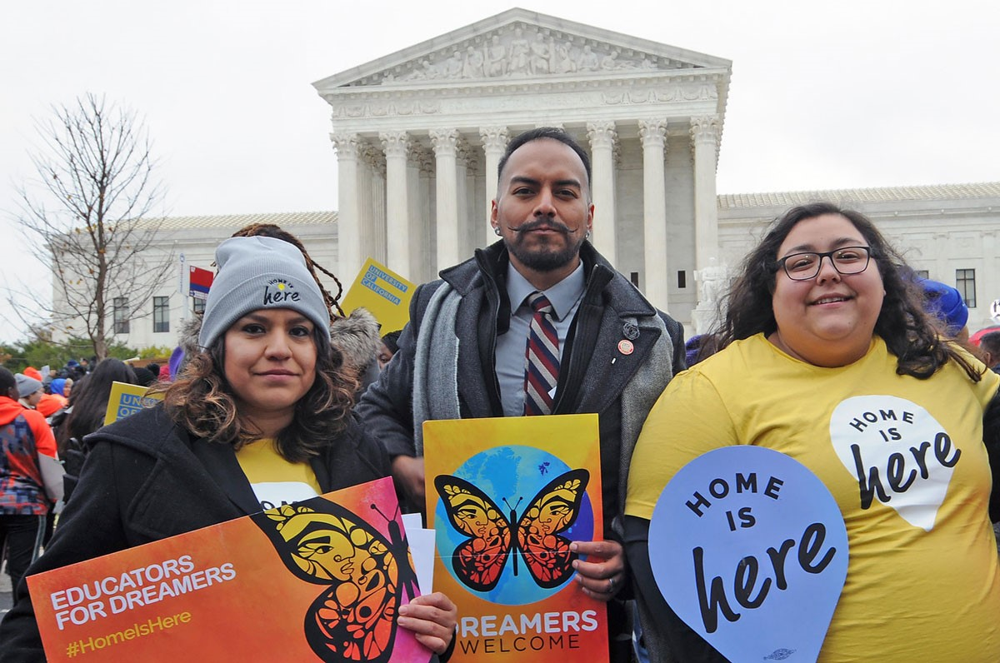 UNIVERSITY
OF
CALIFORNIA
HOME IS
here
HOME
IS
here
HOME
IS
here
EDUCATORS
FOR DREAMERS
#HomeIsHere
DREAMERS
WELCOME